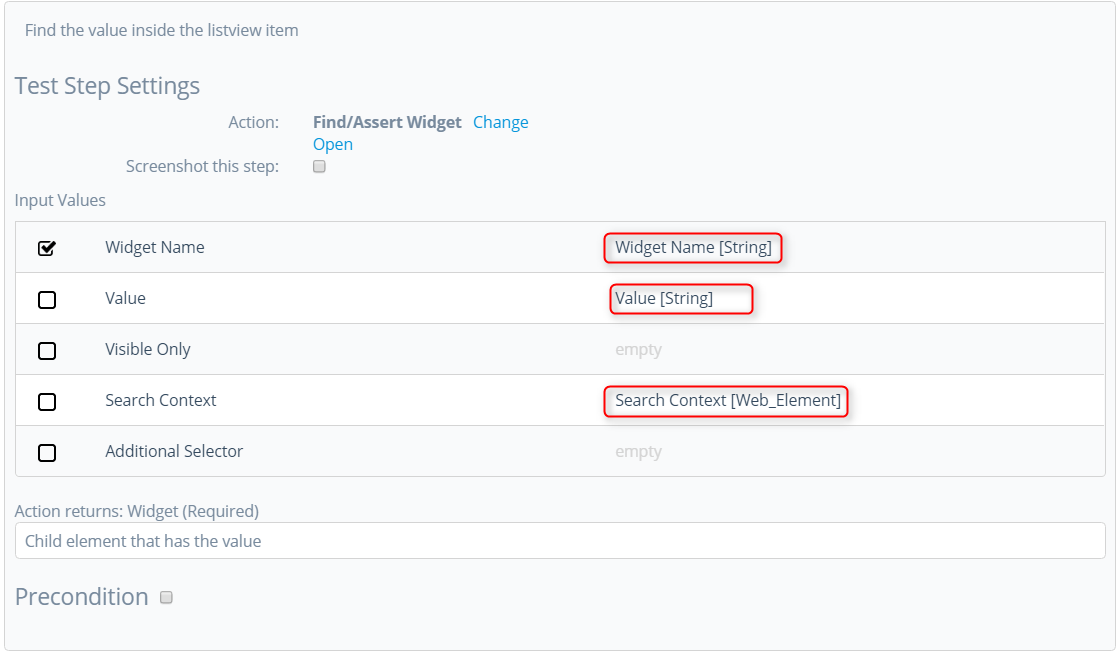 Find the value inside the listview item
Test Step Settings
Action: Find/Assert Widget Change
Open
Screenshot this step:
Input Values
Widget Name Widget Name [String]
Value Value [String]
Visible Only empty
Search Context Search Context [Web_Element]
Additional Selector empty
Action returns: Widget (Required)
Child element that has the value
Precondition